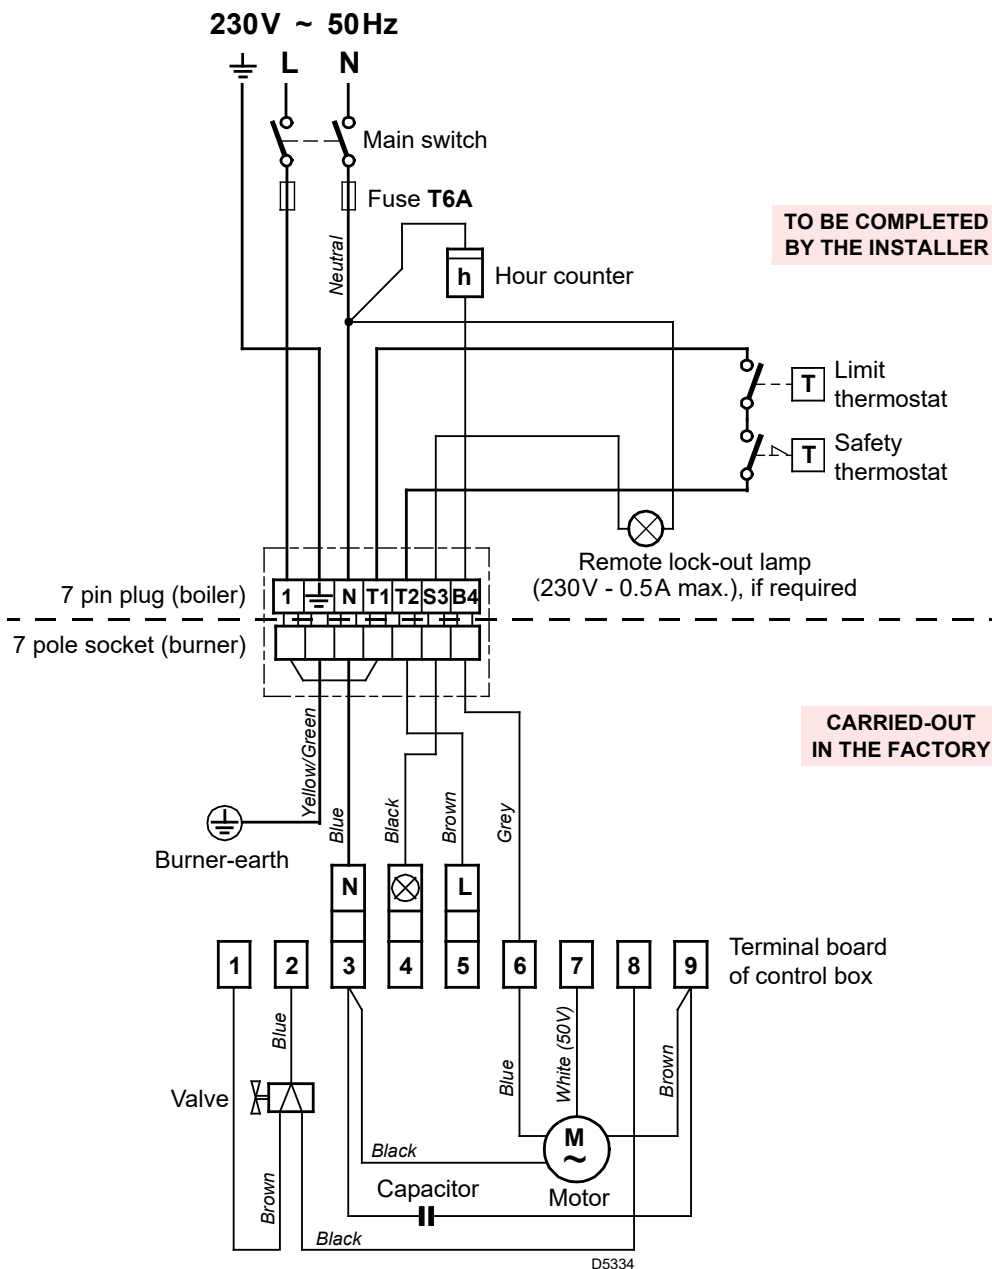 230V ~ 50Hz
L N
Main switch
Fuse T6A
Neutral
TO BE COMPLETED
BY THE INSTALLER
h Hour counter
T Limit
thermostat
T Safety
thermostat
Remote lock-out lamp
(230V - 0.5A max.), if required
7 pin plug (boiler) 1 N T1 T2 S3 B4
7 pole socket (burner)
CARRIED-OUT
IN THE FACTORY
Yellow/Green
Blue
Black
Brown
Grey
Burner-earth
N L
1 2 3 4 5 6 7 8 9
Terminal board
of control box
Blue
Blue
White (50V)
Brown
Valve
M
~
Motor
Black
Capacitor
Brown
Black
D5334